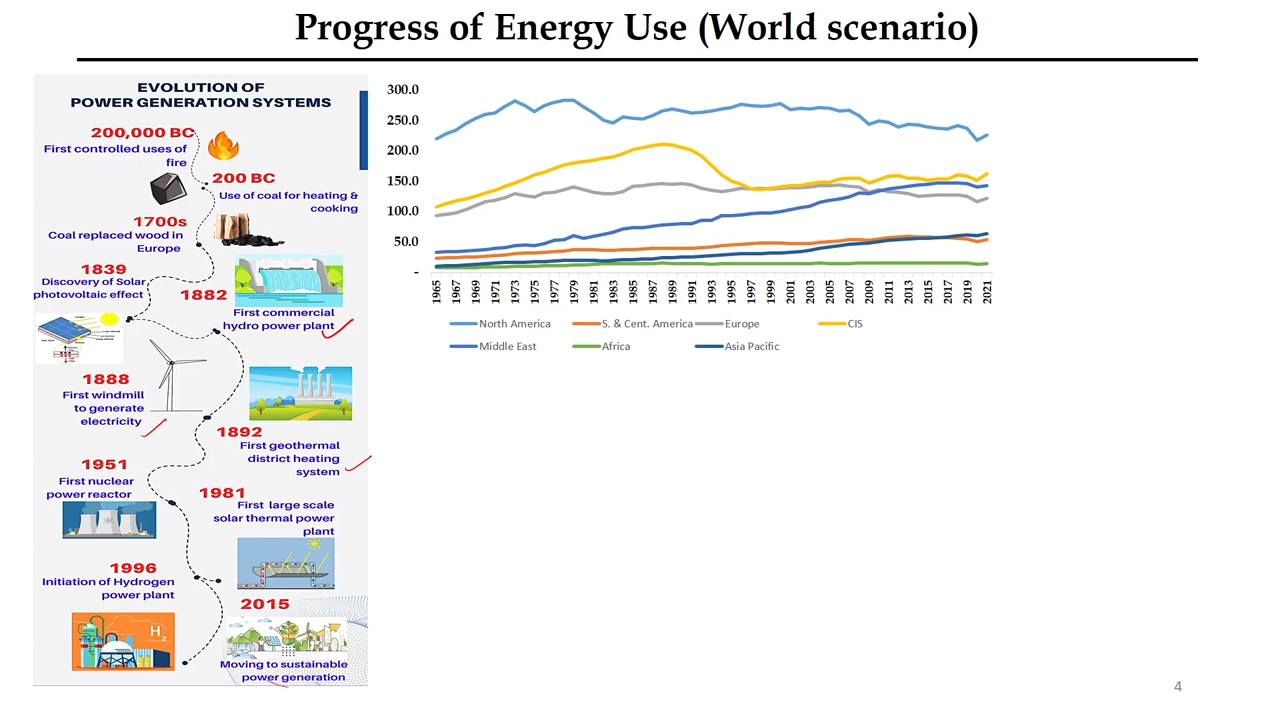 Progress of Energy Use (World scenario)
EVOLUTION OF
POWER GENERATION SYSTEMS
200,000 BC
First controlled uses of
fire
200 BC
Use of coal for heating &
cooking
1700s
Coal replaced wood in
Europe
1839
Discovery of Solar
photovoltaic effect
1882
First commercial
hydro power plant
1888
First windmill
to generate
electricity
1892
First geothermal
district heating
system
1951
First nuclear
power reactor
1981
First large scale
solar thermal power
plant
1996
Initiation of Hydrogen
power plant
H2
2015
Moving to sustainable
power generation
300.0
250.0
200.0
150.0
100.0
50.0
-
1965 1967 1969 1971 1973 1975 1977 1979 1981 1983 1985 1987 1989 1991 1993 1995 1997 1999 2001 2003 2005 2007 2009 2011 2013 2015 2017 2019 2021
North America S. & Cent. America Europe CIS
Middle East Africa Asia Pacific
4